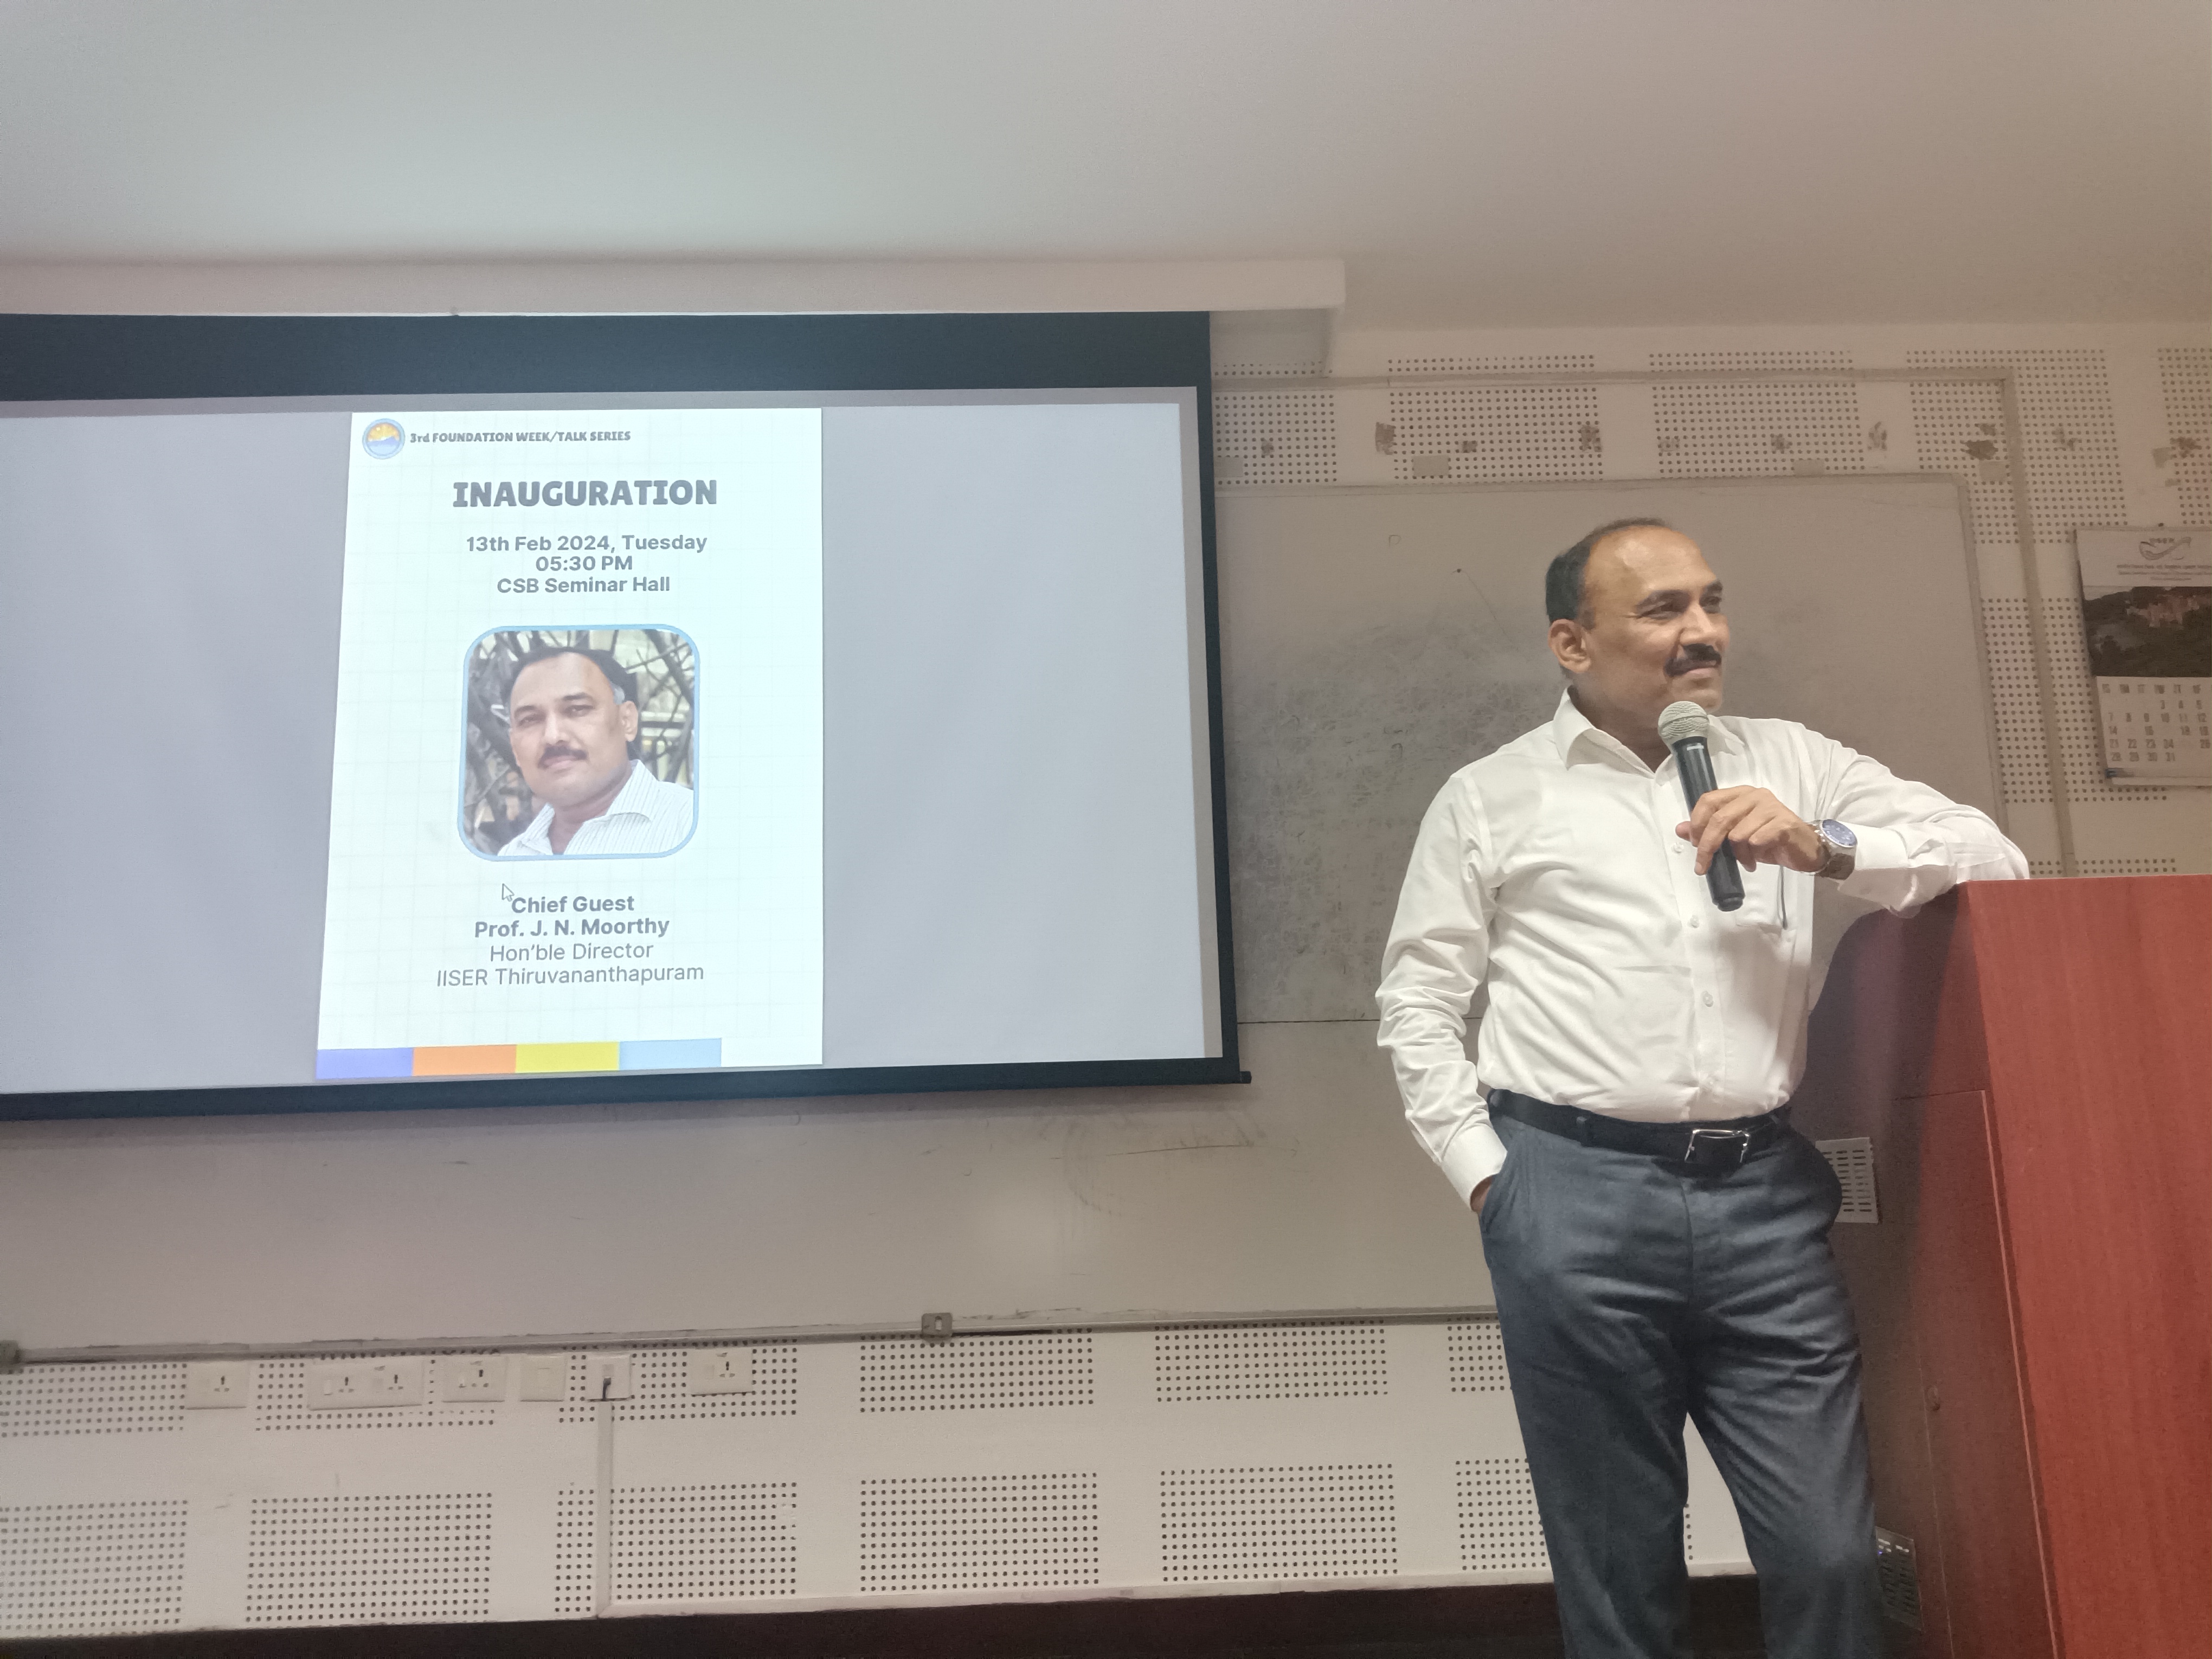 3rd FOUNDATION WEEK/TALK SERIES
INAUGURATION
13th Feb 2024, Tuesday
05:30 PM
CSB Seminar Hall
Chief Guest
Prof. J. N. Moorthy
Hon'ble Director
IISER Thiruvananthapuram